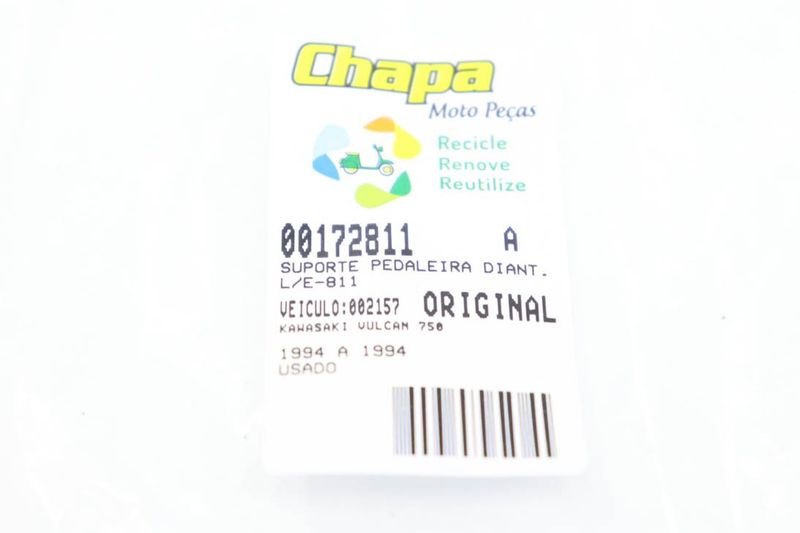 Chapa
Moto Peças
Recicle
Renove
Reutilize
00172811 A
SUPORTE PEDALEIRA DIANT.
L/E-811
VEICULO:002157 ORIGINAL
KAWASAKI VULCAN 750
1994 A 1994
USADO